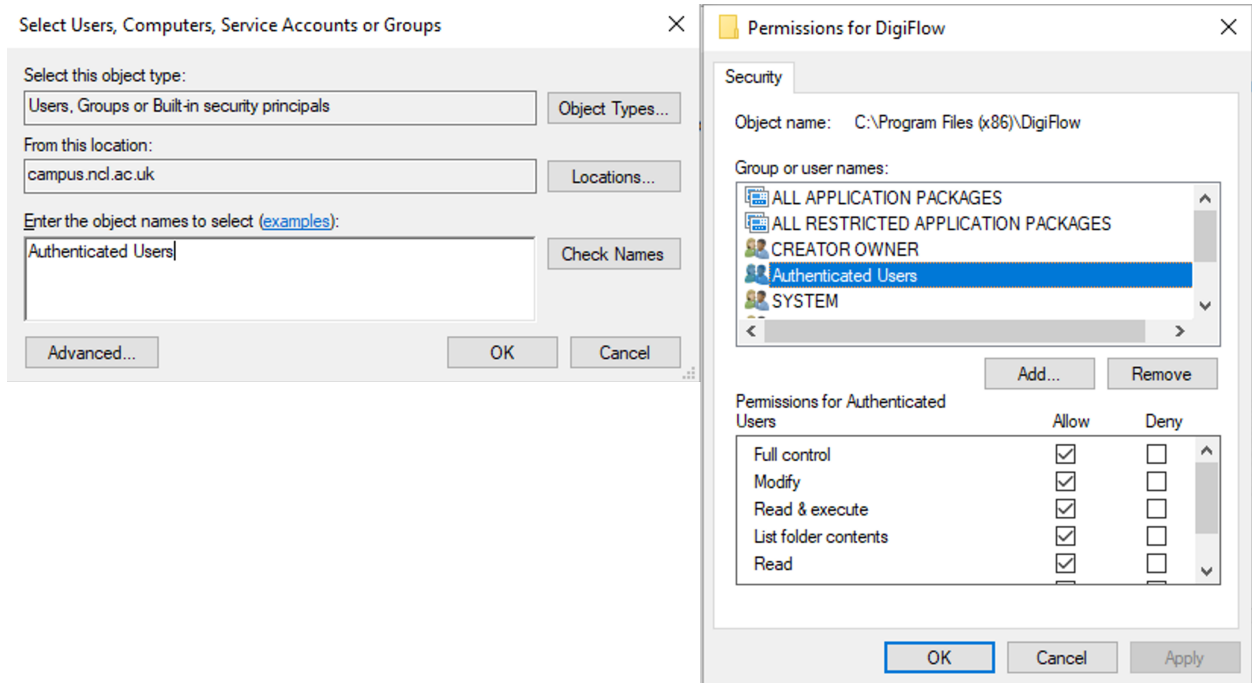 Select Users, Computers, Service Accounts or Groups
Select this object type:
Users, Groups or Built-in security principals
Object Types...
From this location:
campus.ncl.ac.uk
Locations...
Enter the object names to select (examples):
Authenticated Users
Check Names
Advanced...
OK
Cancel
Permissions for DigiFlow
Security
Object name: C:\Program Files (x86)\DigiFlow
Group or user names:
ALL APPLICATION PACKAGES
ALL RESTRICTED APPLICATION PACKAGES
CREATOR OWNER
Authenticated Users
SYSTEM
Add...
Remove
Permissions for Authenticated
Users Allow Deny
Full control
Modify
Read & execute
List folder contents
Read
OK
Cancel
Apply